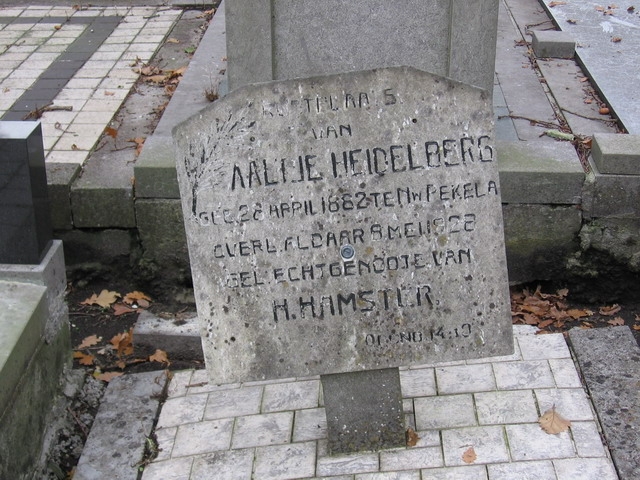 RUSTPLAATS
VAN
AALTJE HEIDELBERG
GEB. 28 APRIL 1882 TE Nw PEKELA
OVERL. ALDAAR 8 MEI 1928
GEL. ECHTGENOOTE VAN
H. HAMSTER